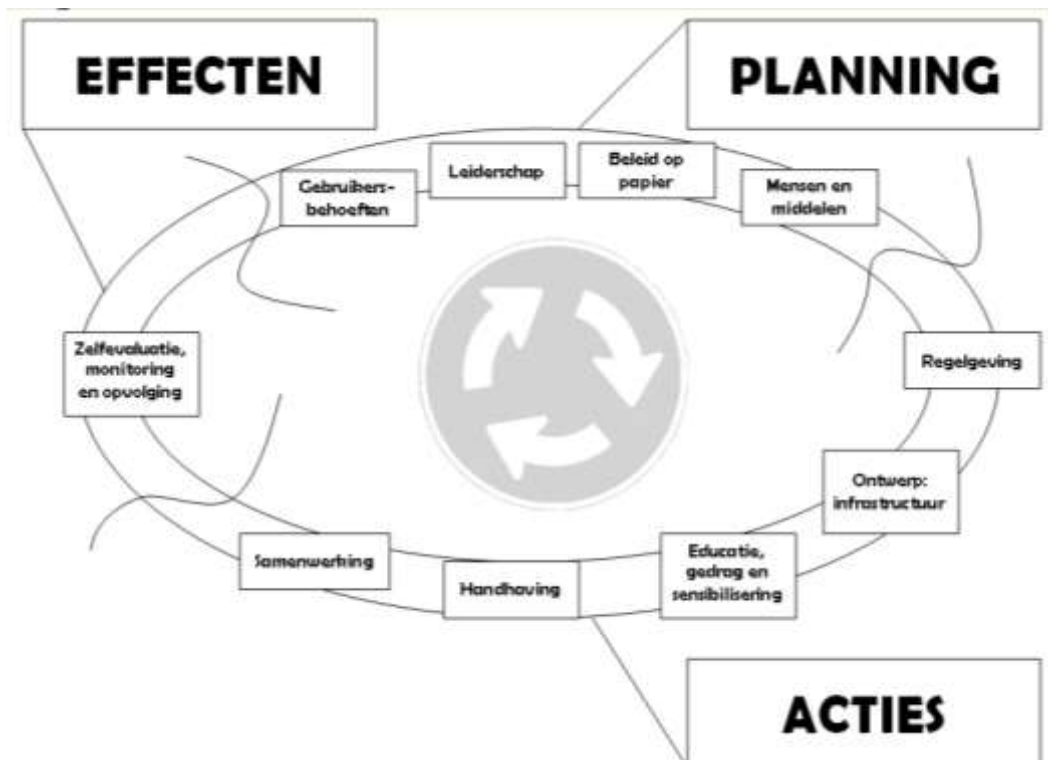 EFFECTEN
PLANNING
Gebruikers-
behoeften
Leiderschap
Beleid op
papier
Mensen en
middelen
Zelfevaluatie,
monitoring
en opvolging
Regelgeving
Ontwerp:
infrastructuur
Samenwerking
Handhaving
Educatie,
gedrag en
sensibilisering
ACTIES